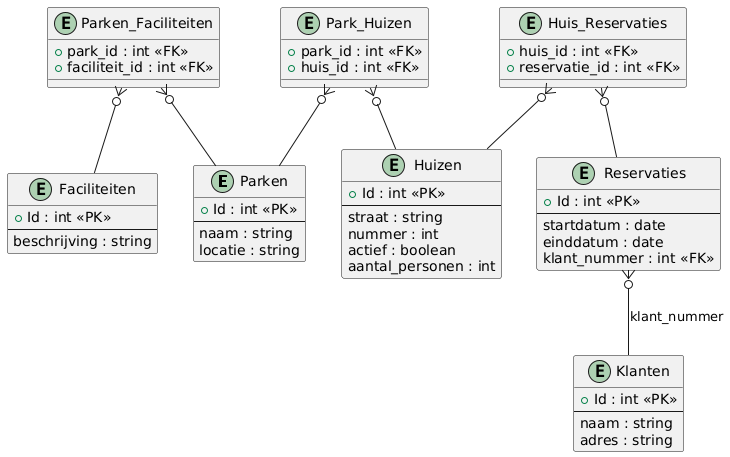 E Parken_Faciliteiten
park_id : int «FK»
faciliteit_id : int «FK»
E Park_Huizen
park_id : int «FK»
huis_id : int «FK»
E Huis_Reservaties
huis_id : int «FK»
reservatie_id : int «FK»
E Faciliteiten
Id : int «PK»
beschrijving : string
E Parken
Id : int «PK»
naam : string
locatie : string
E Huizen
Id : int «PK»
straat : string
nummer : int
actief : boolean
aantal_personen : int
E Reservaties
Id : int «PK»
startdatum : date
einddatum : date
klant_nummer : int «FK»
klant_nummer
E Klanten
Id : int «PK»
naam : string
adres : string